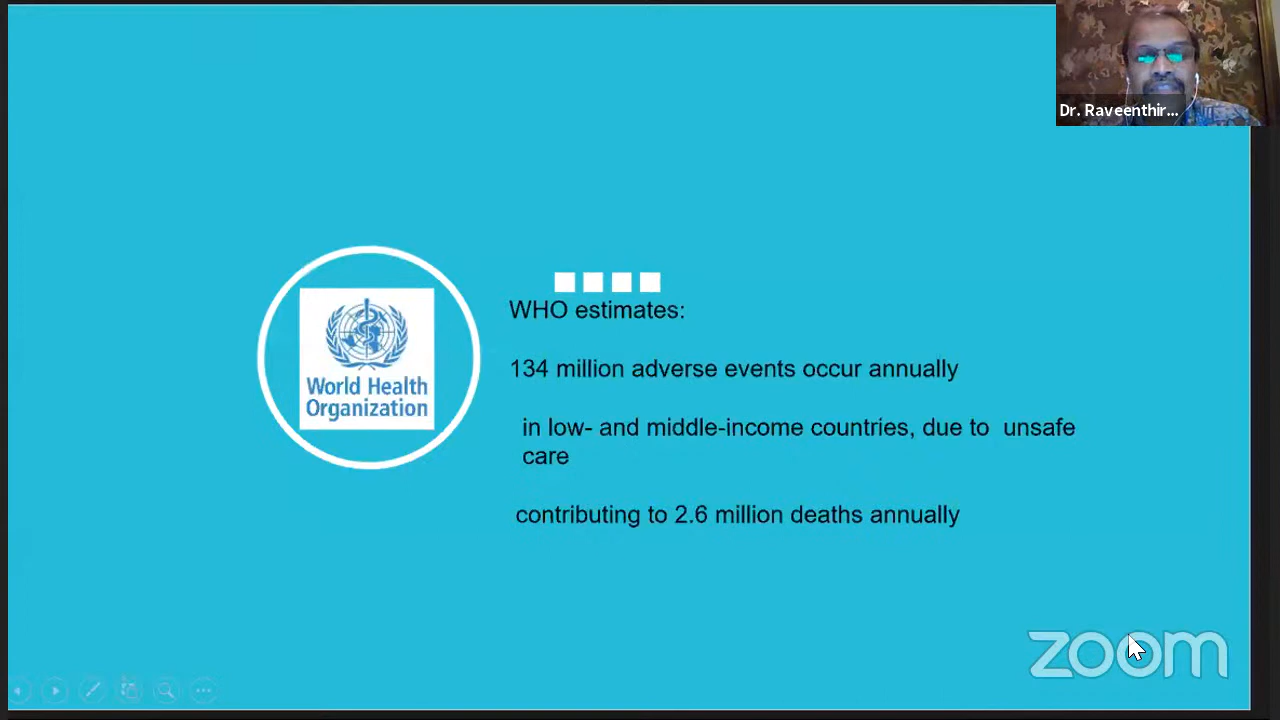 Dr. Raveenthir...
World Health
Organization
WHO estimates:
134 million adverse events occur annually
in low- and middle-income countries, due to unsafe
care
contributing to 2.6 million deaths annually
zoom